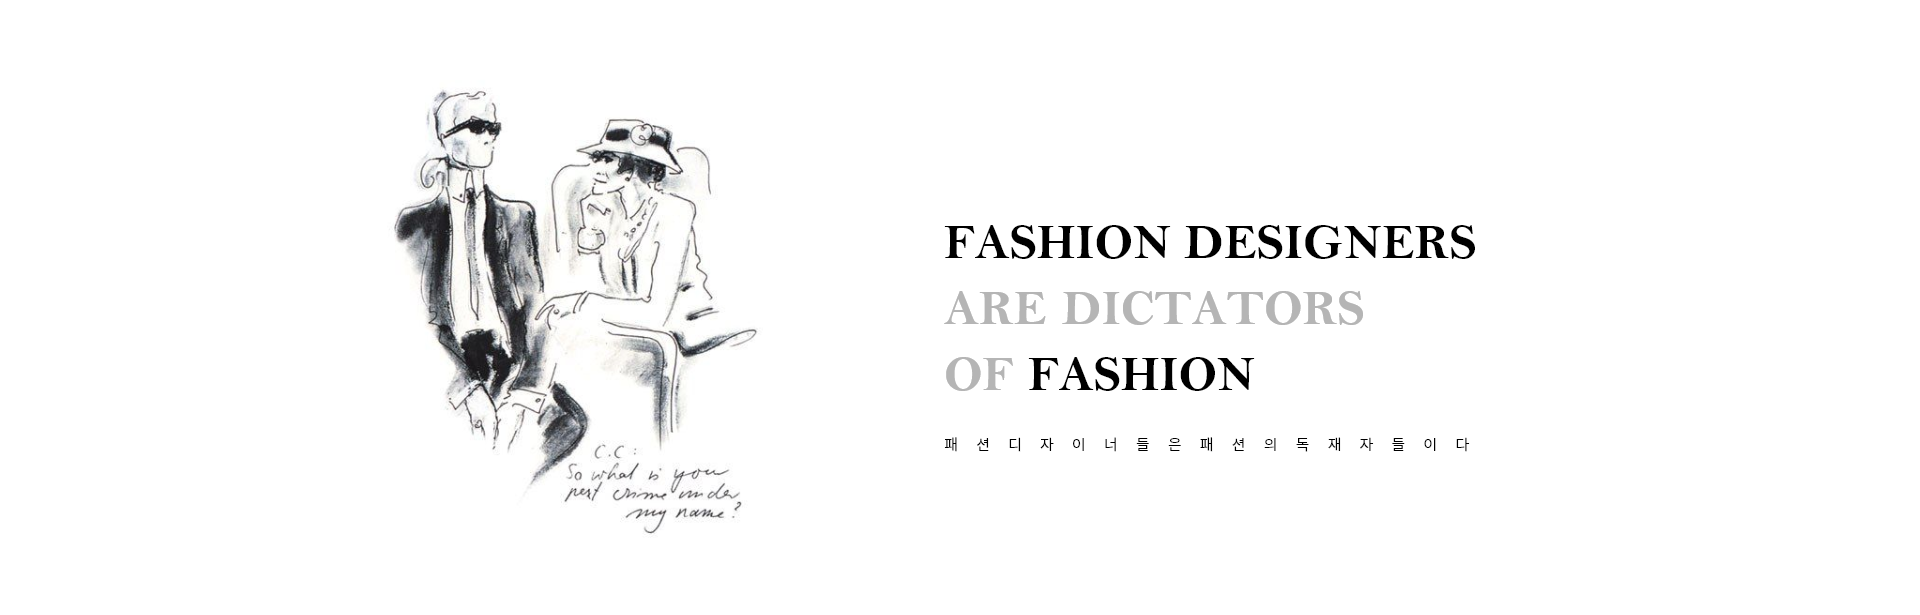 C.C:
So what is you
next crime under
my name?
FASHION DESIGNERS
ARE DICTATORS
OF FASHION
패션디자이너들은패션의독재자들이다